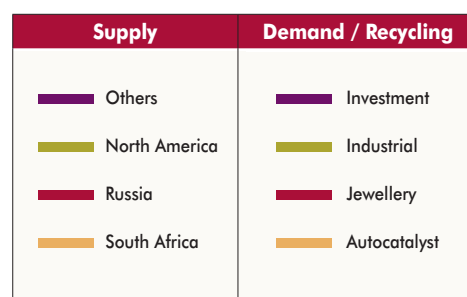 Supply
Demand / Recycling
Others
Investment
North America
Industrial
Russia
Jewellery
South Africa
Autocatalyst